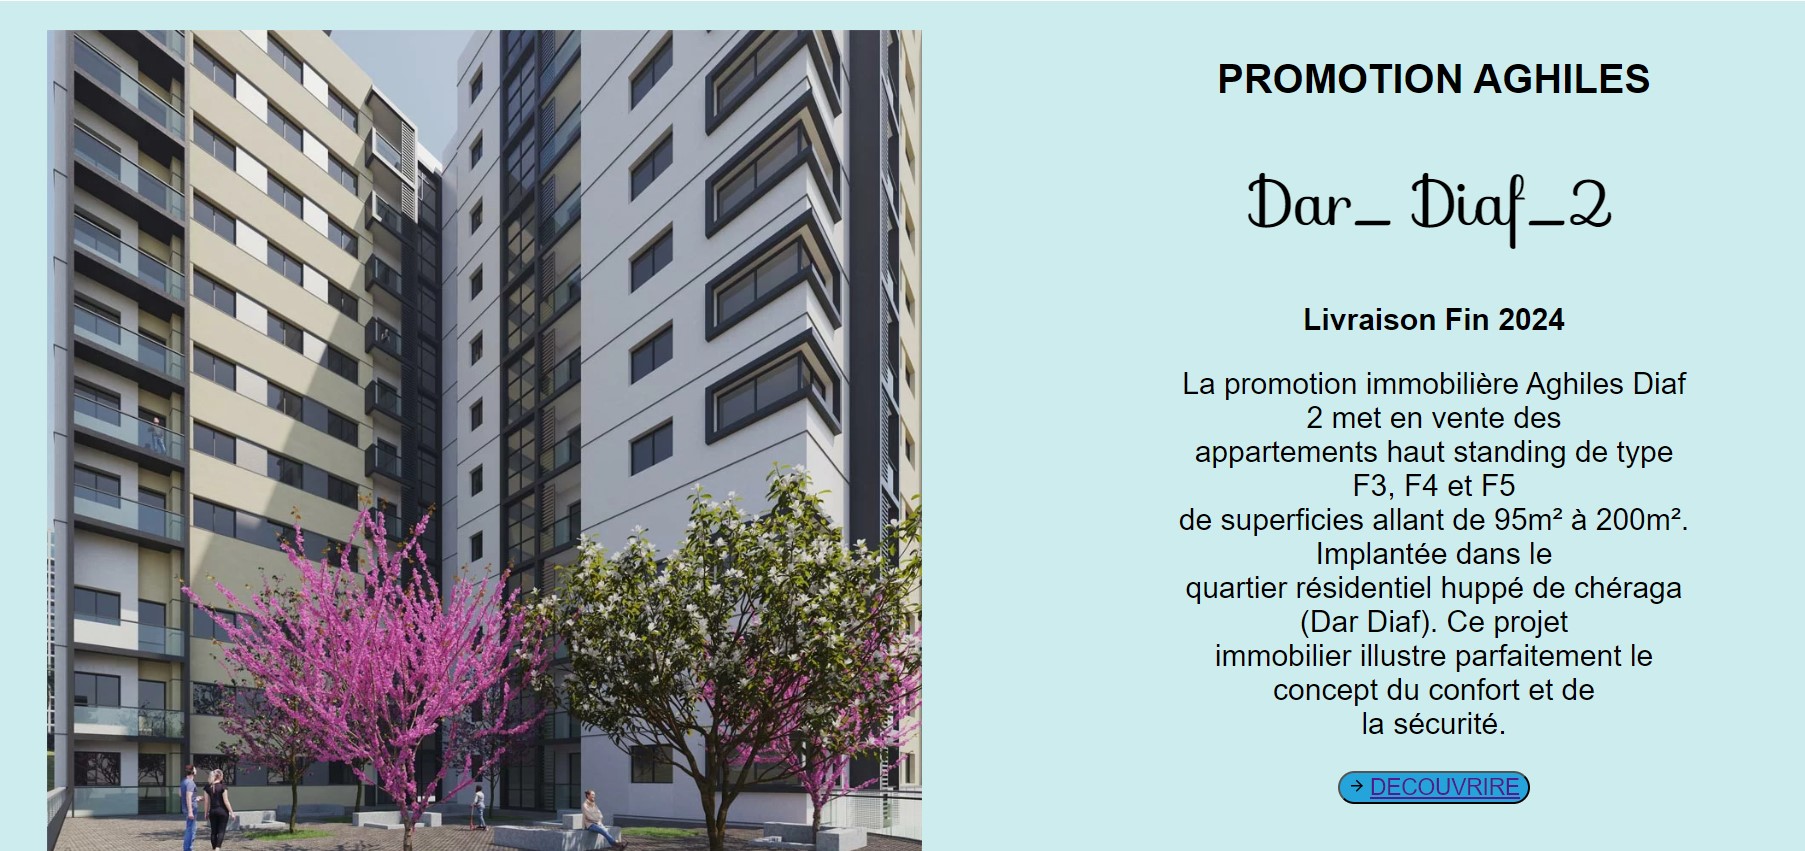 PROMOTION AGHILES
Dar_ Diaf_2
Livraison Fin 2024
La promotion immobilière Aghiles Diaf
2 met en vente des
appartements haut standing de type
F3, F4 et F5
de superficies allant de 95m² à 200m².
Implantée dans le
quartier résidentiel huppé de chéraga
(Dar Diaf). Ce projet
immobilier illustre parfaitement le
concept du confort et de
la sécurité.
→ DECOUVRIRE